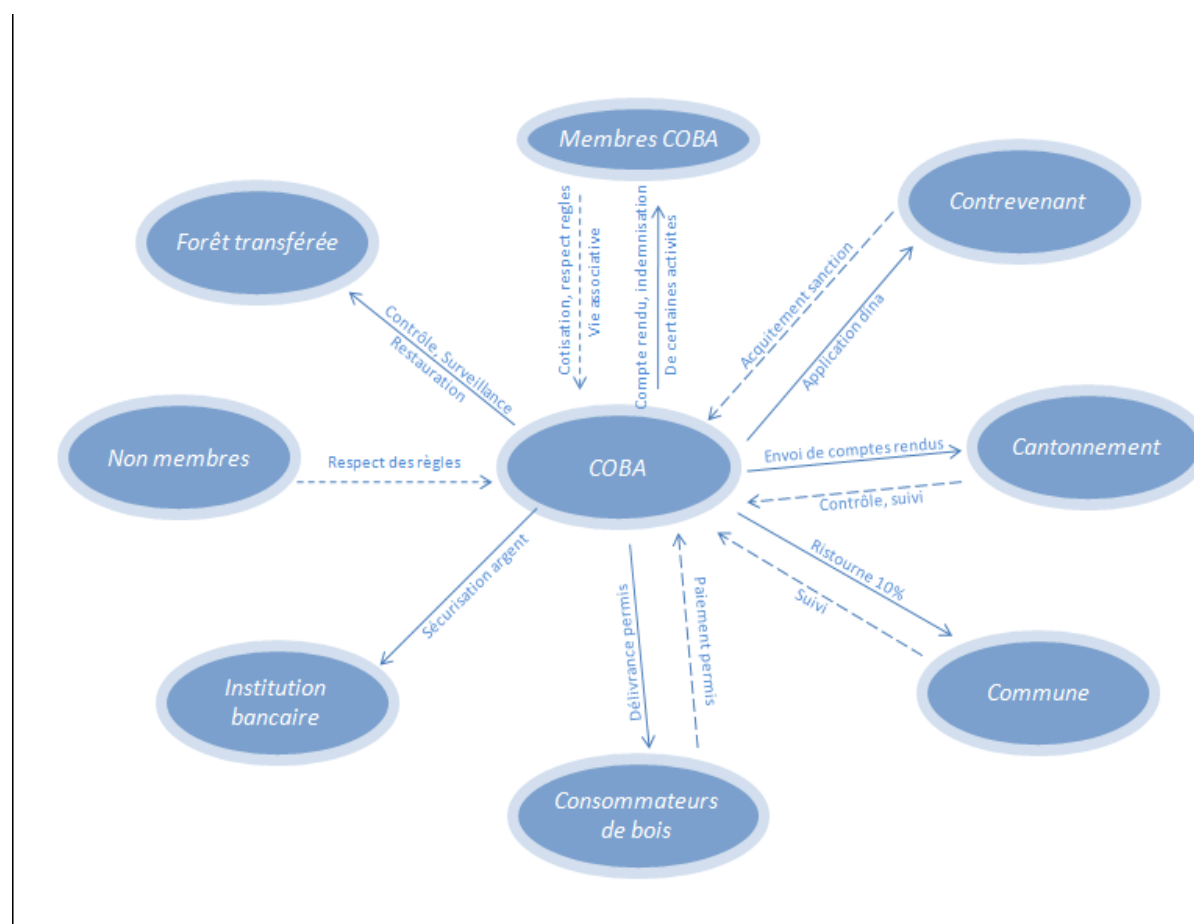 Membres COBA
Contrevenant
Forêt transférée
Cotisation, respect regles
Vie associative
Compte rendu, indemnisation
De certaines activites
Acquitement sanction
Application dina
Contrôle, Surveillance
Restauration
Non membres
Respect des règles
COBA
Envoi de comptes rendus
Cantonnement
Contrôle, suivi
Sécurisation argent
Délivrance permis
Paiement permis
Ristourne 10%
Suivi
Institution
bancaire
Commune
Consommateurs
de bois